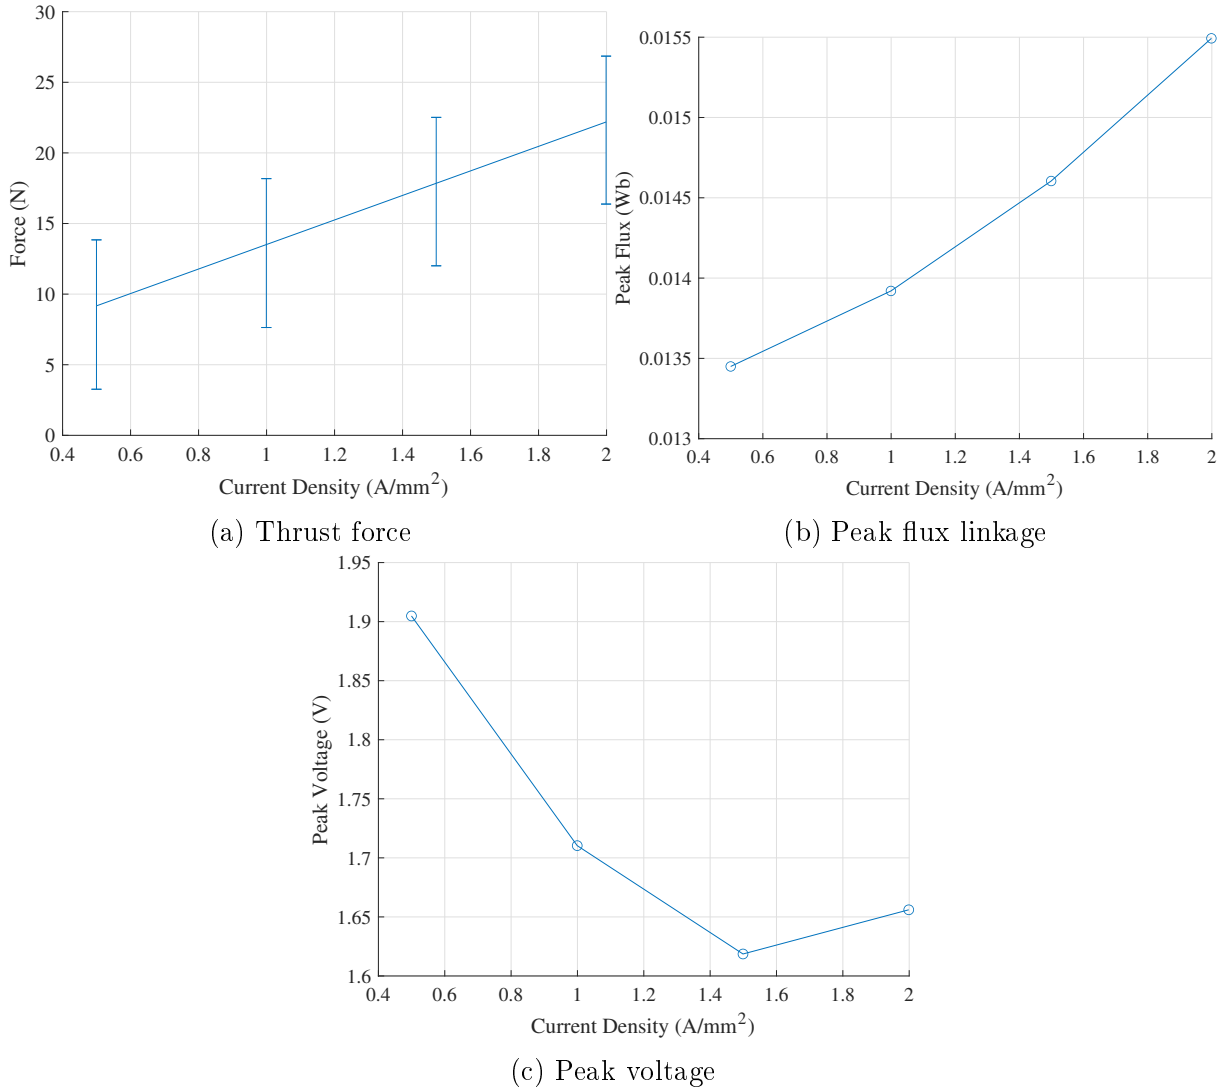 30
25
20
15
10
5
0
Force (N)
0.4 0.6 0.8 1 1.2 1.4 1.6 1.8 2
Current Density (A/mm²)
(a) Thrust force
0.0155
0.015
0.0145
0.014
0.0135
0.013
Peak Flux (Wb)
0.4 0.6 0.8 1 1.2 1.4 1.6 1.8 2
Current Density (A/mm²)
(b) Peak flux linkage
1.95
1.9
1.85
1.8
1.75
1.7
1.65
1.6
Peak Voltage (V)
0.4 0.6 0.8 1 1.2 1.4 1.6 1.8 2
Current Density (A/mm²)
(c) Peak voltage